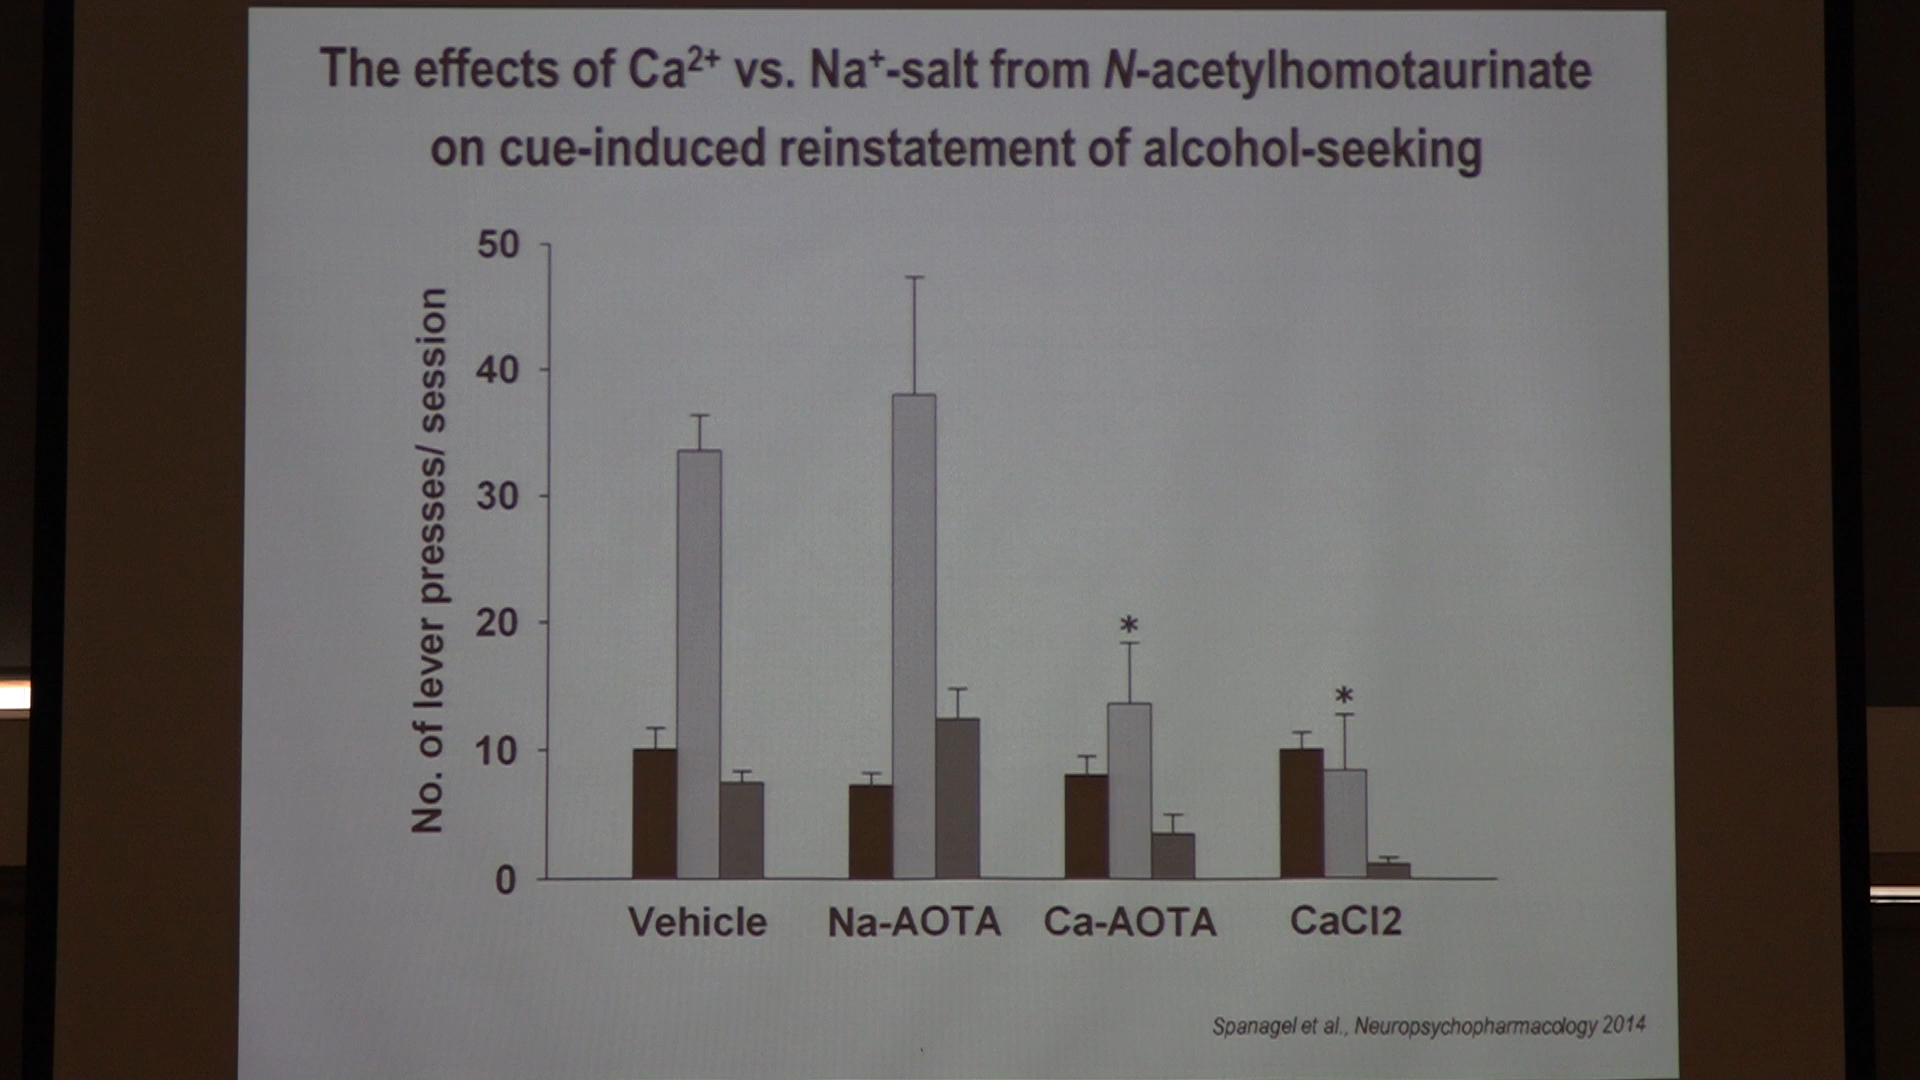 The effects of Ca²⁺ vs. Na⁺-salt from N-acetylhomotaurinate
on cue-induced reinstatement of alcohol-seeking
No. of lever presses/ session
50
40
30
20
10
0
*
*
Vehicle Na-AOTA Ca-AOTA CaCl2
Spanagel et al., Neuropsychopharmacology 2014